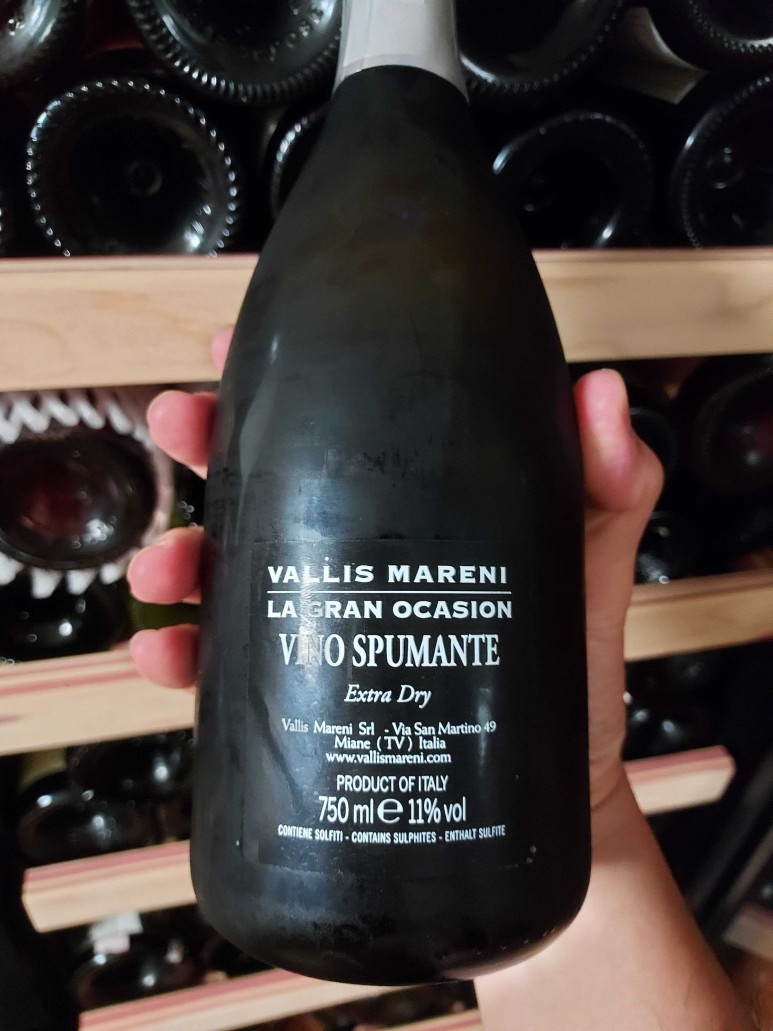 VALLIS MARENI
LA GRAN OCASION
VINO SPUMANTE
Extra Dry
Vallis Mareni Srl - Via San Martino 49
Miane (TV) Italia
www.vallismareni.com
PRODUCT OF ITALY
750 ml e 11% vol
CONTIENE SOLFITI - CONTAINS SULPHITES - ENTHALT SULFITE